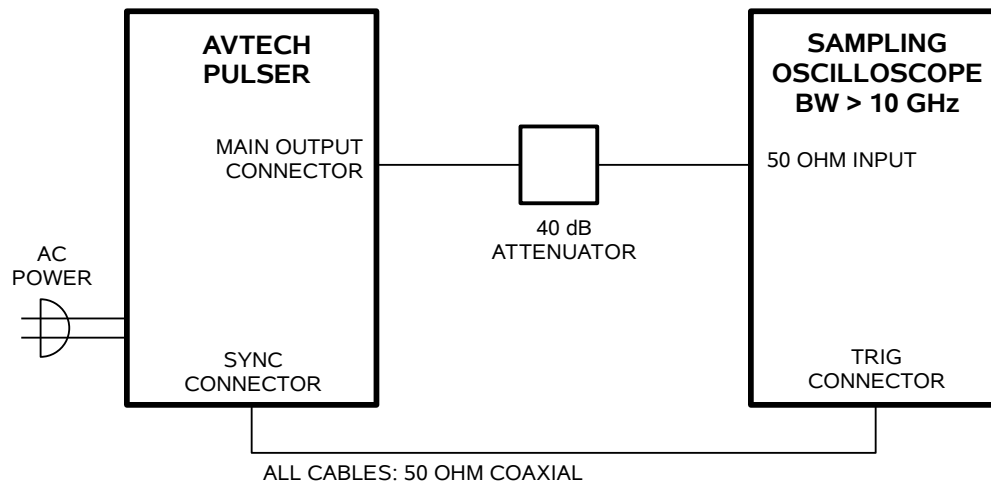 AVTECH
PULSER
SAMPLING
OSCILLOSCOPE
BW > 10 GHz
MAIN OUTPUT
CONNECTOR
50 OHM INPUT
40 dB
ATTENUATOR
AC
POWER
SYNC
CONNECTOR
TRIG
CONNECTOR
ALL CABLES: 50 OHM COAXIAL